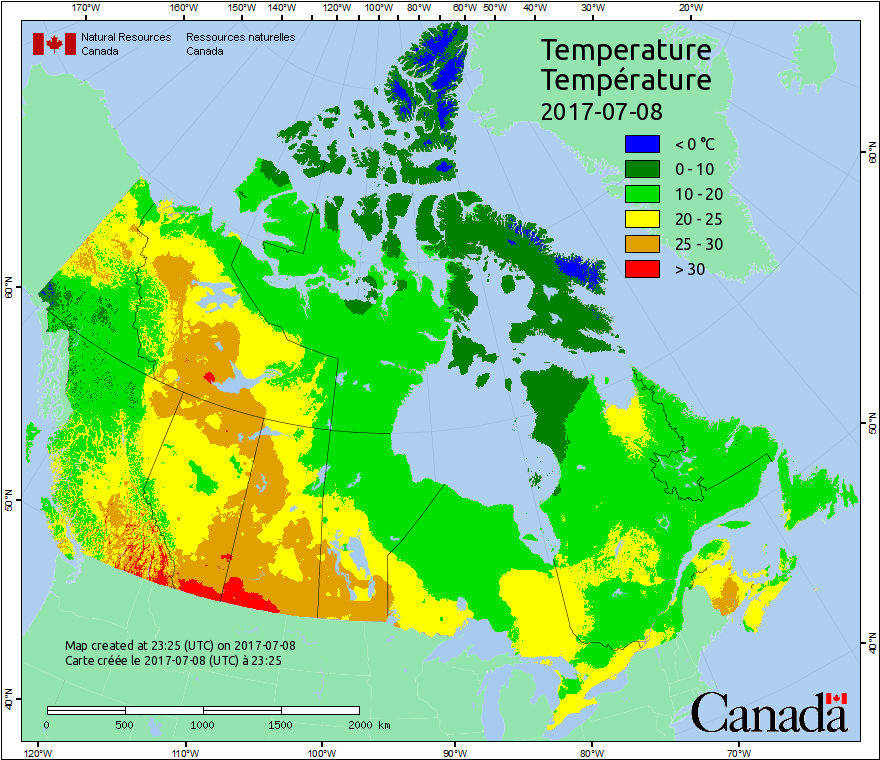 170°W 160°W 150°W 140°W 120°W 100°W 80°W 60°W 50°W 40°W 30°W 20°W
Natural Resources Ressources naturelles
Canada Canada
Temperature
Température
2017-07-08
< 0 °C
0 - 10
10 - 20
20 - 25
25 - 30
> 30
60°N
50°N
40°N
60°N
50°N
40°N
Map created at 23:25 (UTC) on 2017-07-08
Carte créée le 2017-07-08 (UTC) à 23:25
0 500 1000 1500 2000 km
Canada
120°W 110°W 100°W 90°W 80°W 70°W